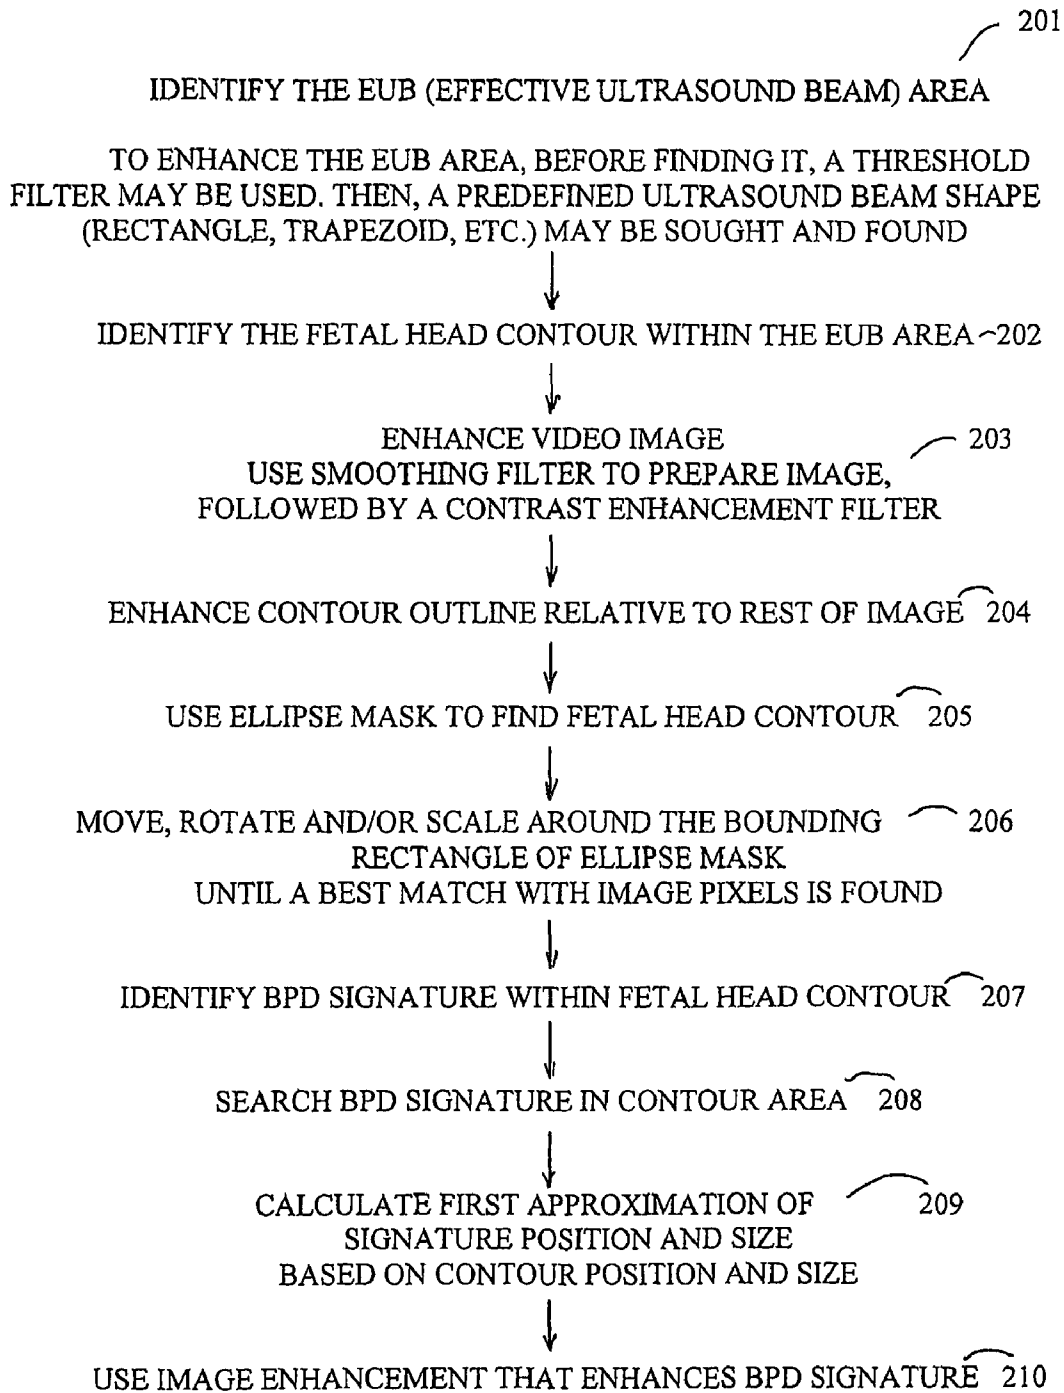 201
IDENTIFY THE EUB (EFFECTIVE ULTRASOUND BEAM) AREA
TO ENHANCE THE EUB AREA, BEFORE FINDING IT, A THRESHOLD
FILTER MAY BE USED. THEN, A PREDEFINED ULTRASOUND BEAM SHAPE
(RECTANGLE, TRAPEZOID, ETC.) MAY BE SOUGHT AND FOUND
IDENTIFY THE FETAL HEAD CONTOUR WITHIN THE EUB AREA 202
ENHANCE VIDEO IMAGE 203
USE SMOOTHING FILTER TO PREPARE IMAGE,
FOLLOWED BY A CONTRAST ENHANCEMENT FILTER
ENHANCE CONTOUR OUTLINE RELATIVE TO REST OF IMAGE 204
USE ELLIPSE MASK TO FIND FETAL HEAD CONTOUR 205
MOVE, ROTATE AND/OR SCALE AROUND THE BOUNDING 206
RECTANGLE OF ELLIPSE MASK
UNTIL A BEST MATCH WITH IMAGE PIXELS IS FOUND
IDENTIFY BPD SIGNATURE WITHIN FETAL HEAD CONTOUR 207
SEARCH BPD SIGNATURE IN CONTOUR AREA 208
CALCULATE FIRST APPROXIMATION OF 209
SIGNATURE POSITION AND SIZE
BASED ON CONTOUR POSITION AND SIZE
USE IMAGE ENHANCEMENT THAT ENHANCES BPD SIGNATURE 210